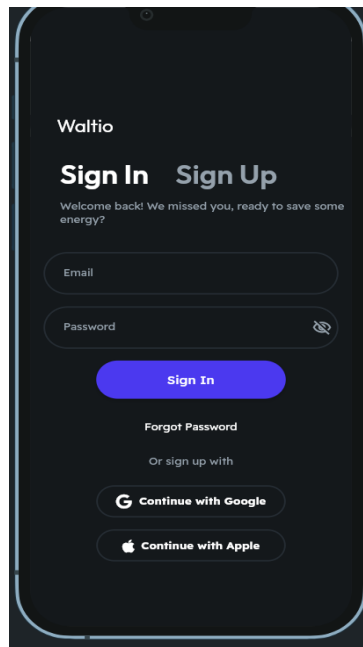 Waltio
Sign In Sign Up
Welcome back! We missed you, ready to save some
energy?
Email
Password
Sign In
Forgot Password
Or sign up with
Continue with Google
Continue with Apple